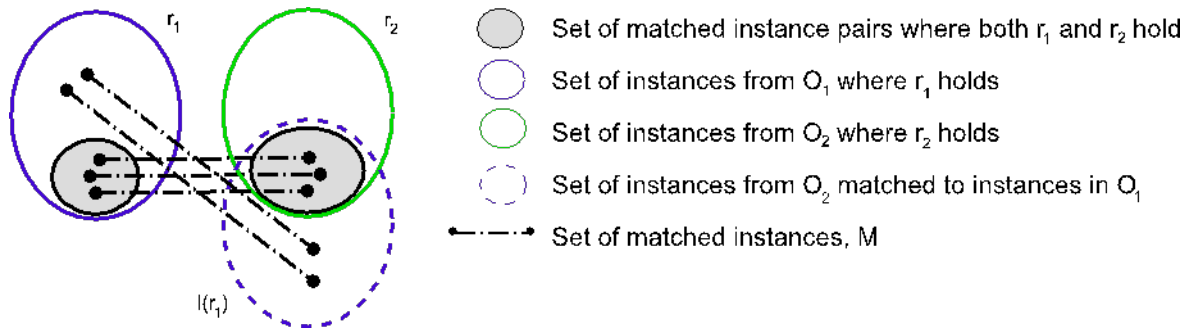 r₁
r₂
I(r₁)
Set of matched instance pairs where both r₁ and r₂ hold
Set of instances from O₁ where r₁ holds
Set of instances from O₂ where r₂ holds
Set of instances from O₂ matched to instances in O₁
Set of matched instances, M